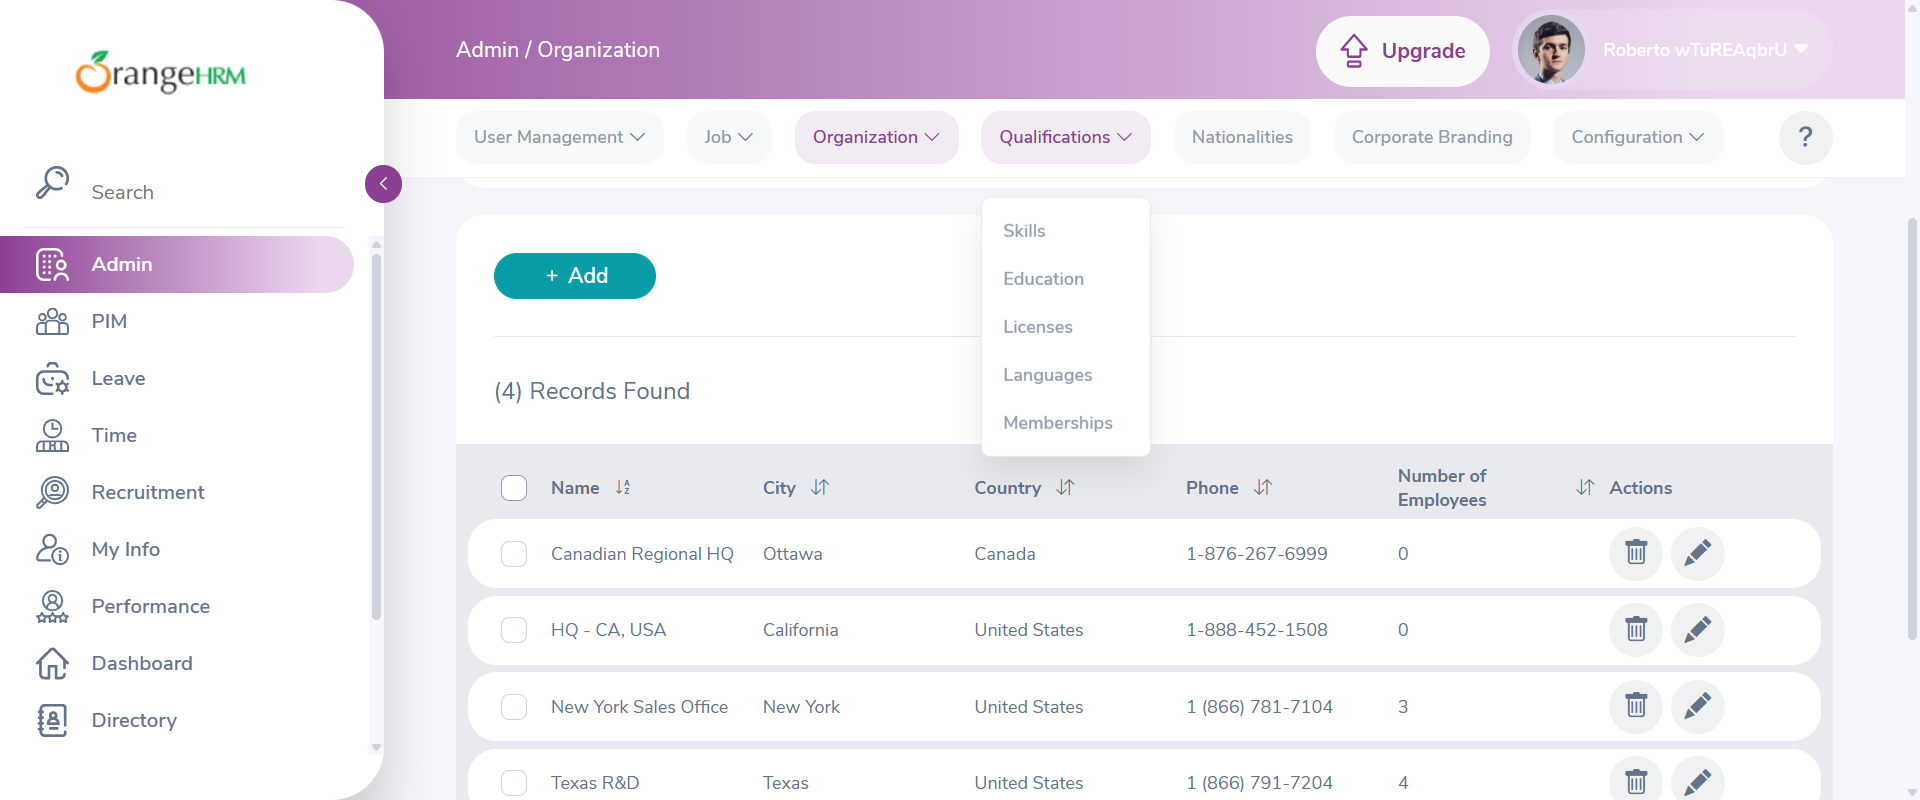 OrangeHRM
Admin / Organization
Upgrade
Roberto wTuREAqbrU
User Management
Job
Organization
Qualifications
Nationalities
Corporate Branding
Configuration
?
Search
Admin
PIM
Leave
Time
Recruitment
My Info
Performance
Dashboard
Directory
Skills
Education
Licenses
Languages
Memberships
+ Add
(4) Records Found
Name A Z City Country Phone Number of Employees Actions
Canadian Regional HQ Ottawa Canada 1-876-267-6999 0
HQ - CA, USA California United States 1-888-452-1508 0
New York Sales Office New York United States 1 (866) 781-7104 3
Texas R&D Texas United States 1 (866) 791-7204 4